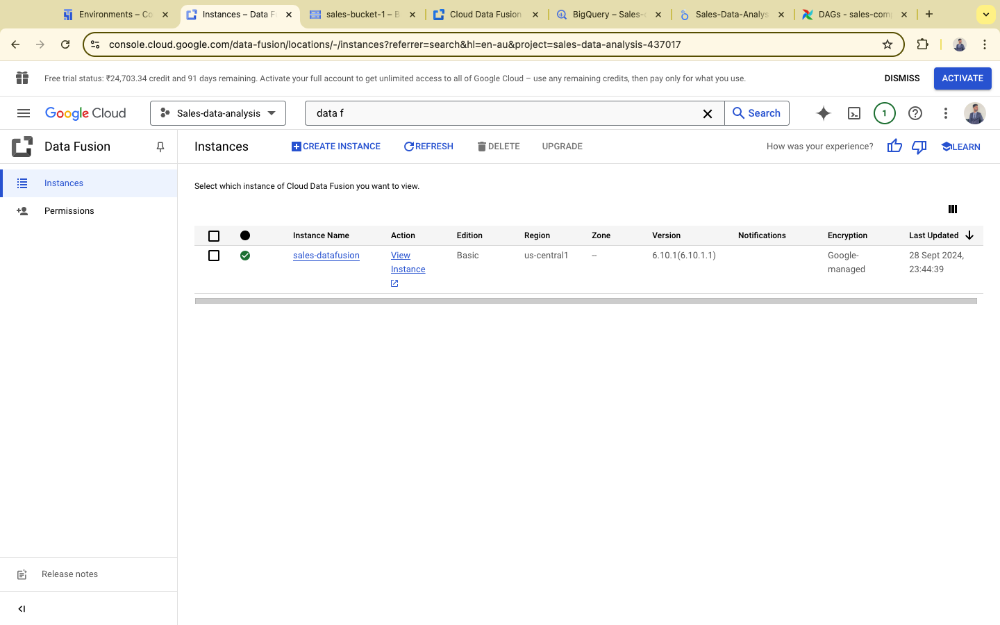 Environments – Co
Instances – Data F
sales-bucket-1 – B
Cloud Data Fusion
BigQuery – Sales-
Sales-Data-Analys
DAGs - sales-com
console.cloud.google.com/data-fusion/locations/-/instances?referrer=search&hl=en-au&project=sales-data-analysis-437017
Free trial status: ₹24,703.34 credit and 91 days remaining. Activate your full account to get unlimited access to all of Google Cloud – use any remaining credits, then pay only for what you use.
DISMISS
ACTIVATE
Google Cloud
Sales-data-analysis
data f
Search
1
Data Fusion
Instances
CREATE INSTANCE
REFRESH
DELETE
UPGRADE
How was your experience?
LEARN
Instances
Permissions
Select which instance of Cloud Data Fusion you want to view.
Instance Name
Action
Edition
Region
Zone
Version
Notifications
Encryption
Last Updated
sales-datafusion
View
Instance
Basic
us-central1
--
6.10.1(6.10.1.1)
Google-
managed
28 Sept 2024,
23:44:39
Release notes